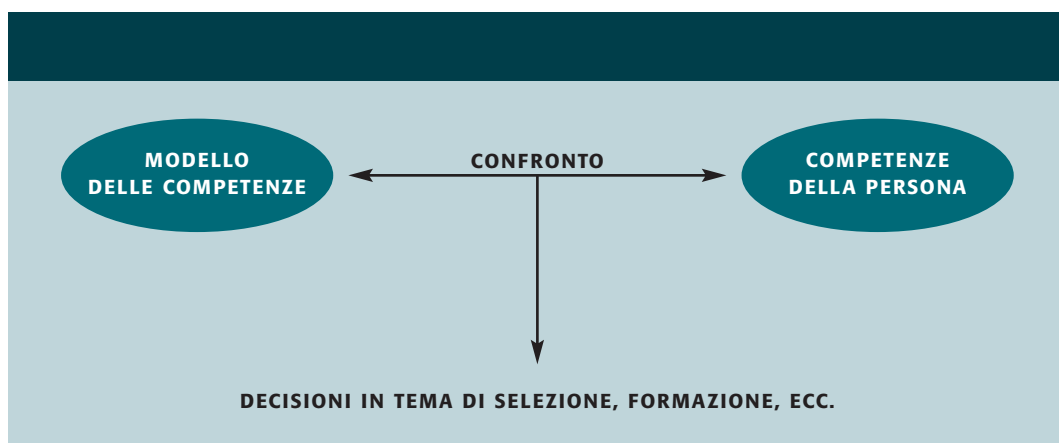 MODELLO
DELLE COMPETENZE
CONFRONTO
COMPETENZE
DELLA PERSONA
DECISIONI IN TEMA DI SELEZIONE, FORMAZIONE, ECC.